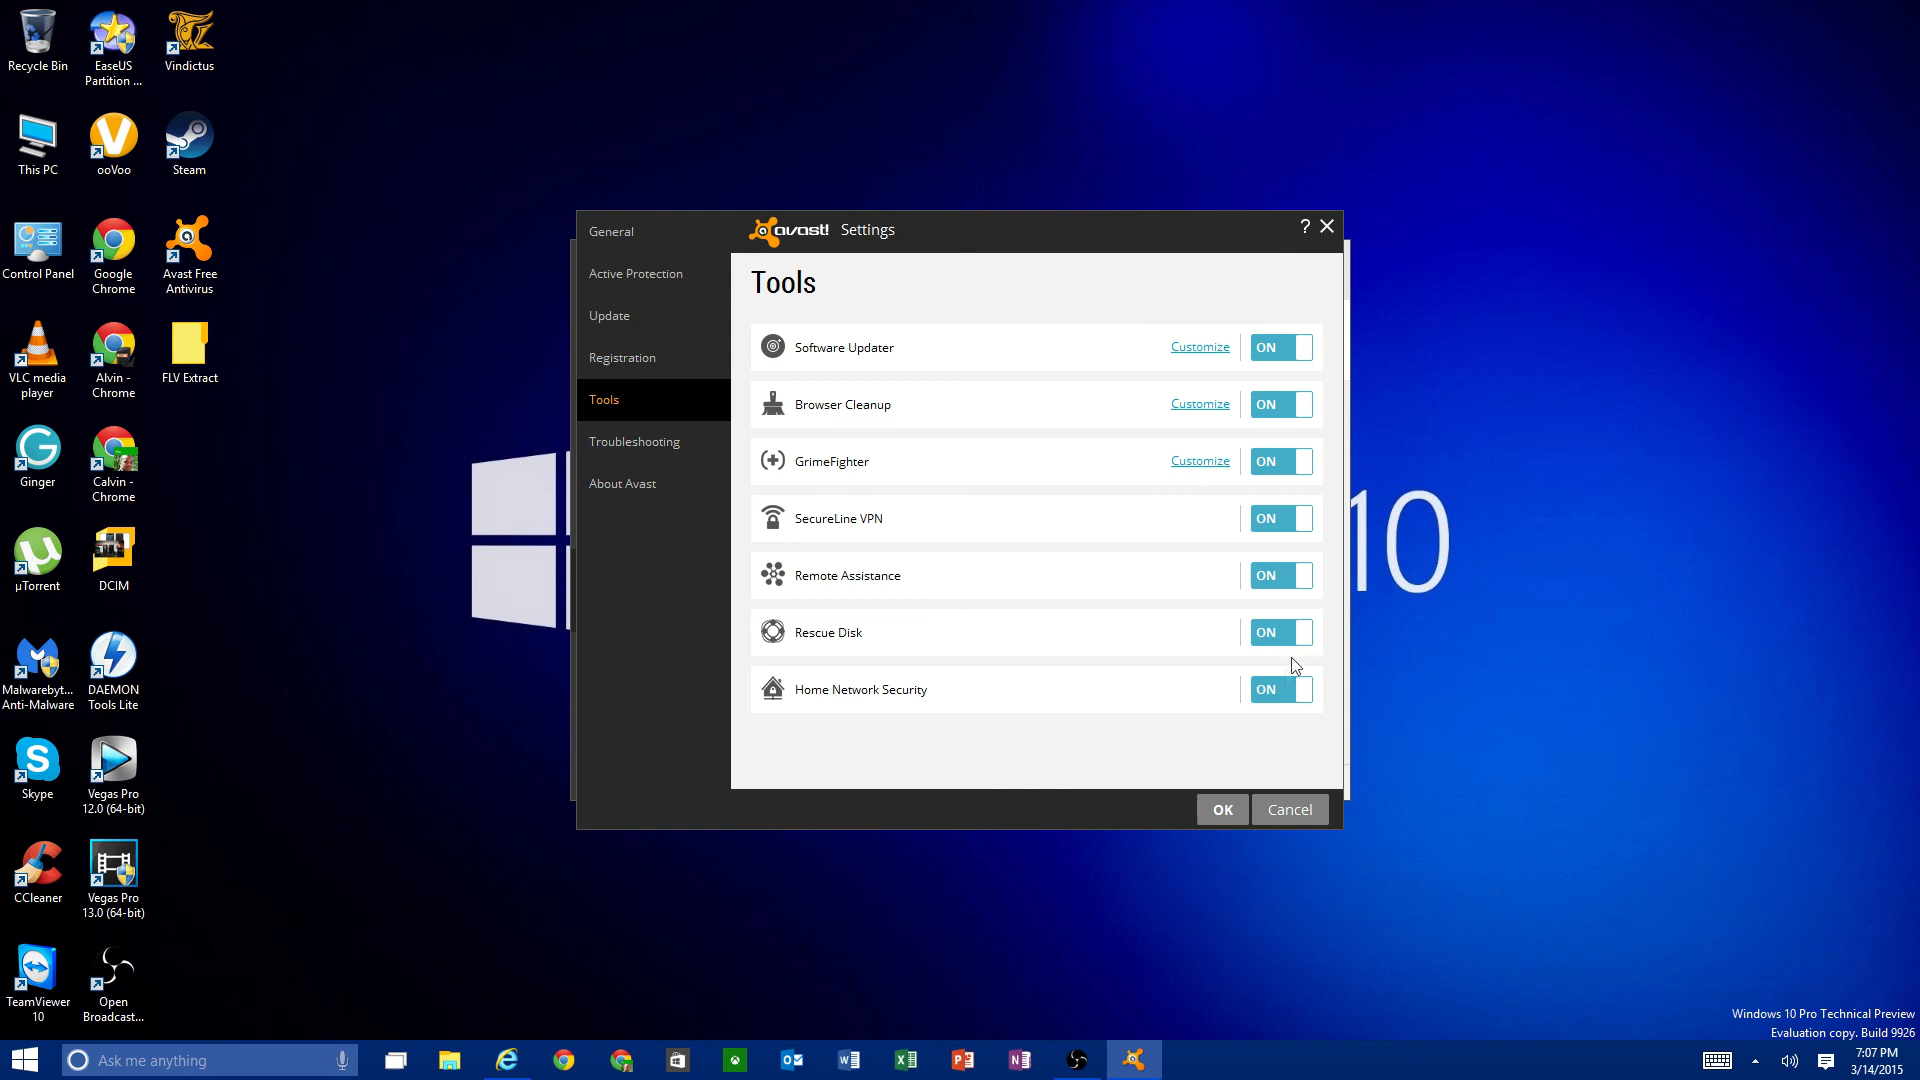 Recycle Bin
EaseUS
Partition ...
Vindictus
This PC
ooVoo
Steam
Control Panel
Google
Chrome
Avast Free
Antivirus
VLC media
player
Alvin -
Chrome
FLV Extract
Ginger
Calvin -
Chrome
µTorrent
DCIM
Malwarebyt...
Anti-Malware
DAEMON
Tools Lite
Skype
Vegas Pro
12.0 (64-bit)
CCleaner
Vegas Pro
13.0 (64-bit)
TeamViewer
10
Open
Broadcast...
General
Active Protection
Update
Registration
Tools
Troubleshooting
About Avast
avast! Settings
? 
Tools
Software Updater Customize ON
Browser Cleanup Customize ON
GrimeFighter Customize ON
SecureLine VPN ON
Remote Assistance ON
Rescue Disk ON
Home Network Security ON
OK Cancel
10
Windows 10 Pro Technical Preview
Evaluation copy. Build 9926
Ask me anything
7:07 PM
3/14/2015